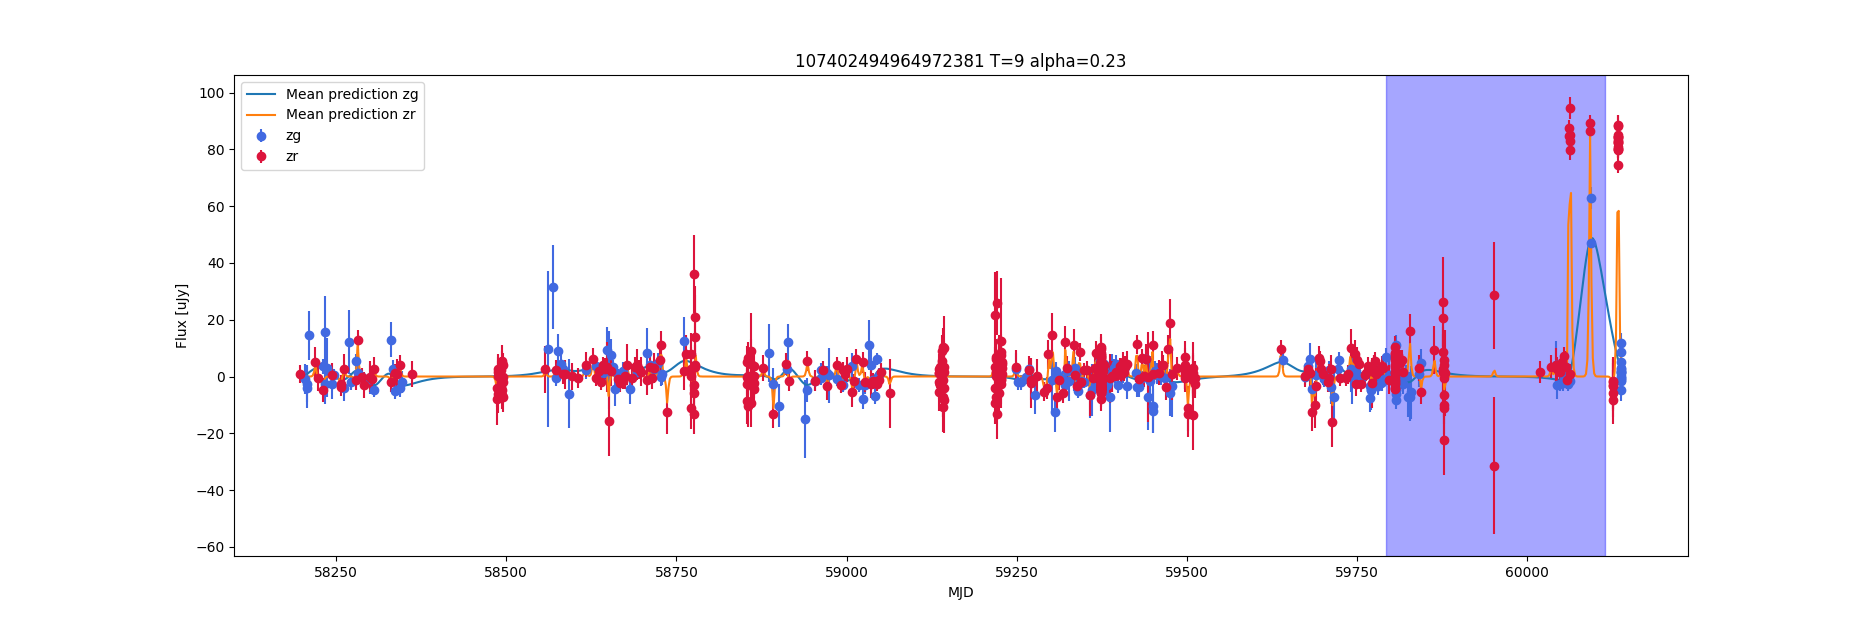 107402494964972381 T=9 alpha=0.23
Mean prediction zg
Mean prediction zr
zg
zr
Flux [uJy]
100
80
60
40
20
0
−20
−40
−60
58250 58500 58750 59000 59250 59500 59750 60000
MJD